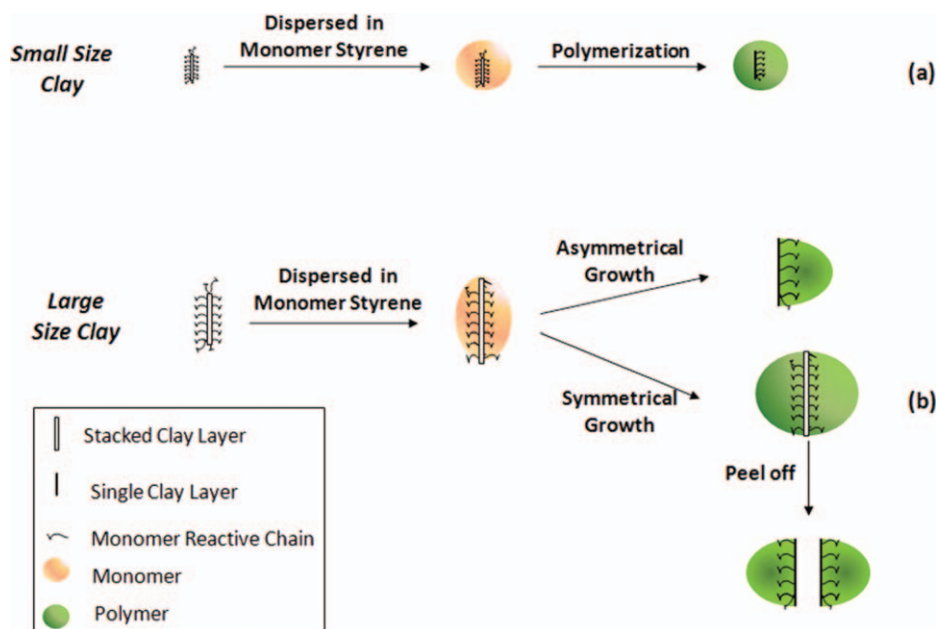 Small Size
Clay
Dispersed in
Monomer Styrene
Polymerization
(a)
Large
Size Clay
Dispersed in
Monomer Styrene
Asymmetrical
Growth
Symmetrical
Growth
(b)
Peel off
Stacked Clay Layer
Single Clay Layer
Monomer Reactive Chain
Monomer
Polymer